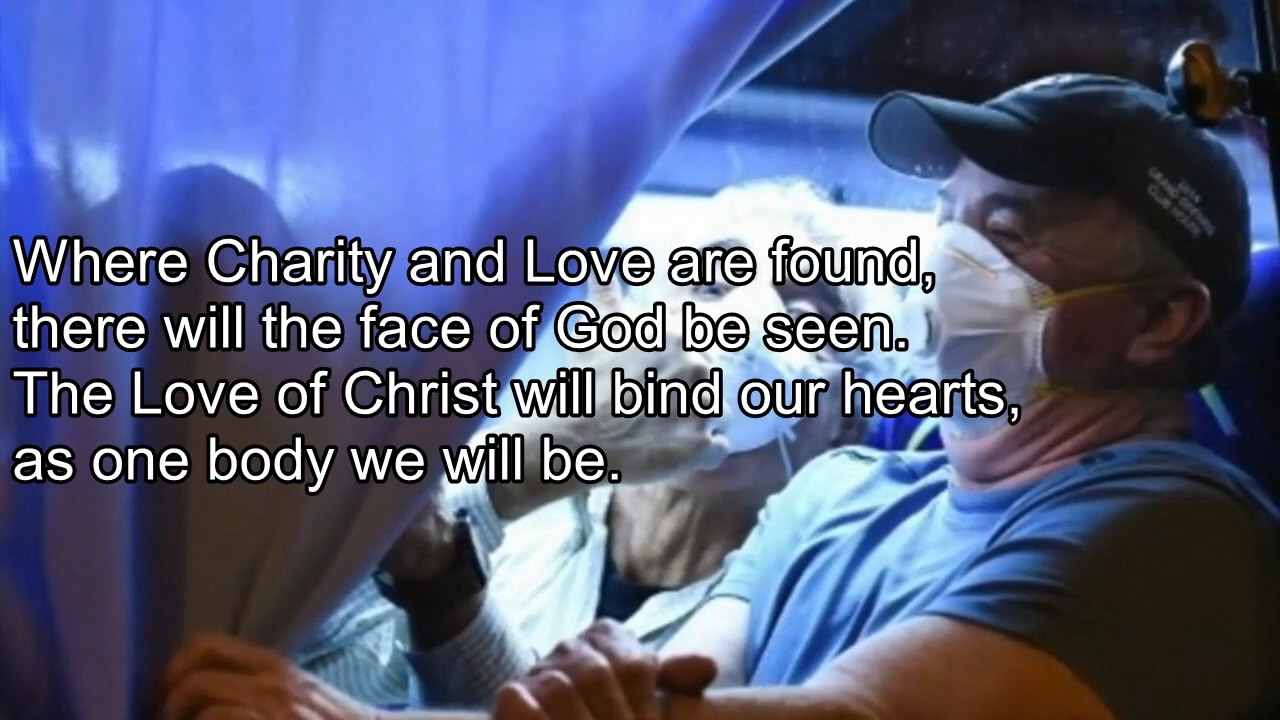 Where Charity and Love are found,
there will the face of God be seen.
The Love of Christ will bind our hearts,
as one body we will be.